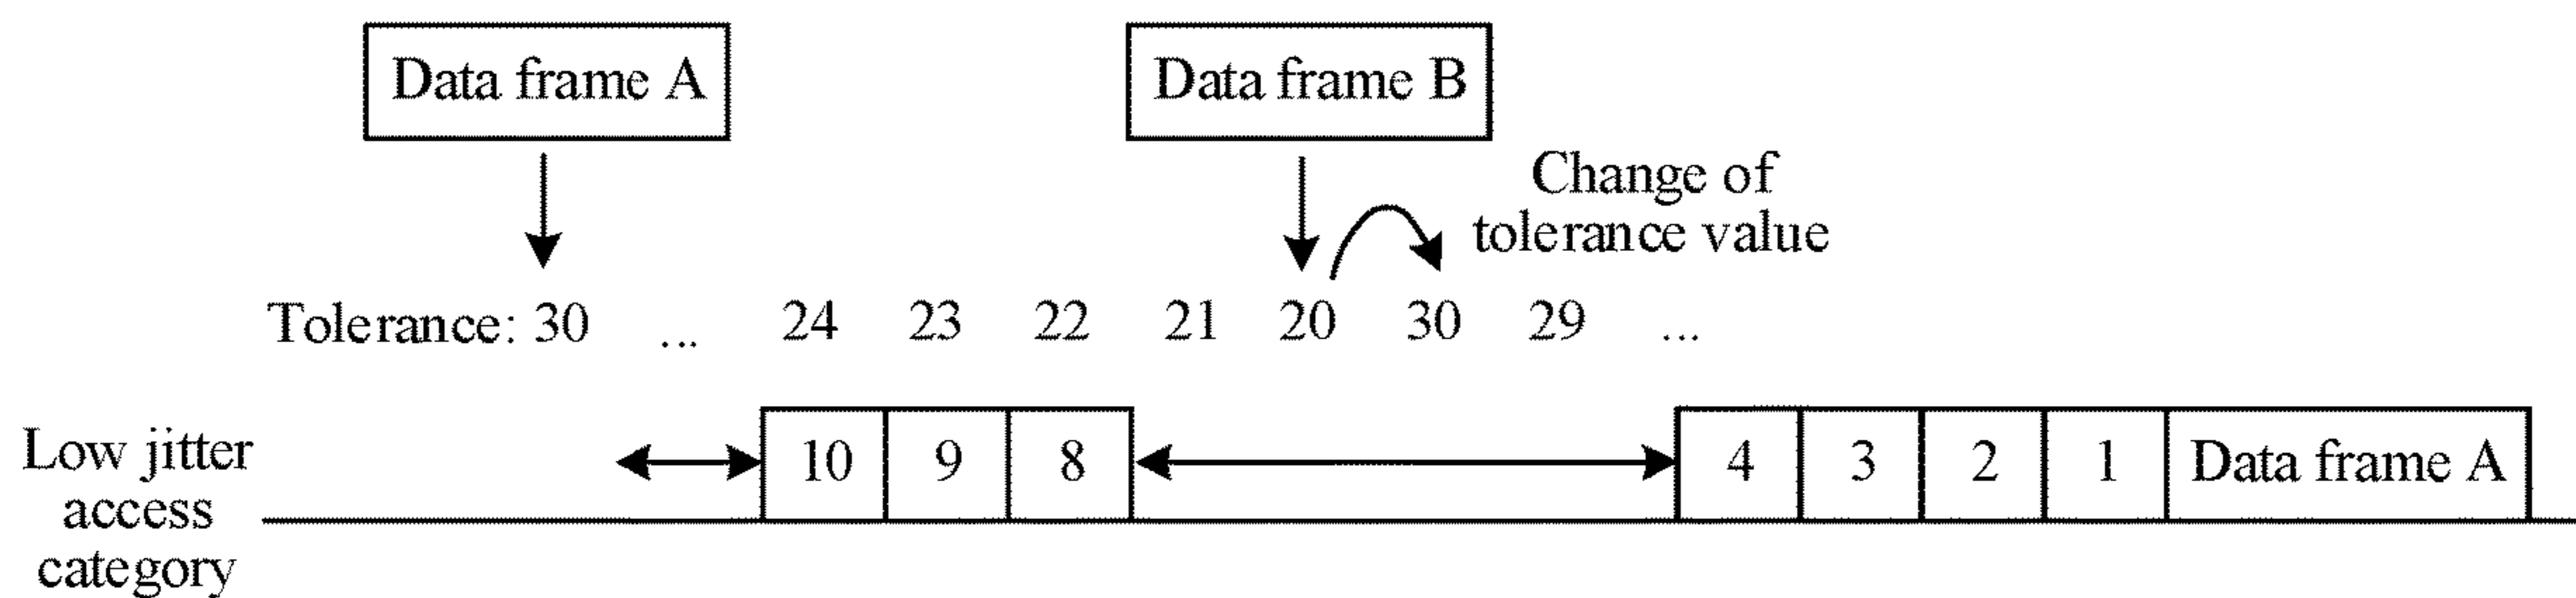 Data frame A
Data frame B
Change of
tolerance value
Tolerance: 30 ... 24 23 22 21 20 30 29 ...
Low jitter
access
category
10 9 8 4 3 2 1 Data frame A